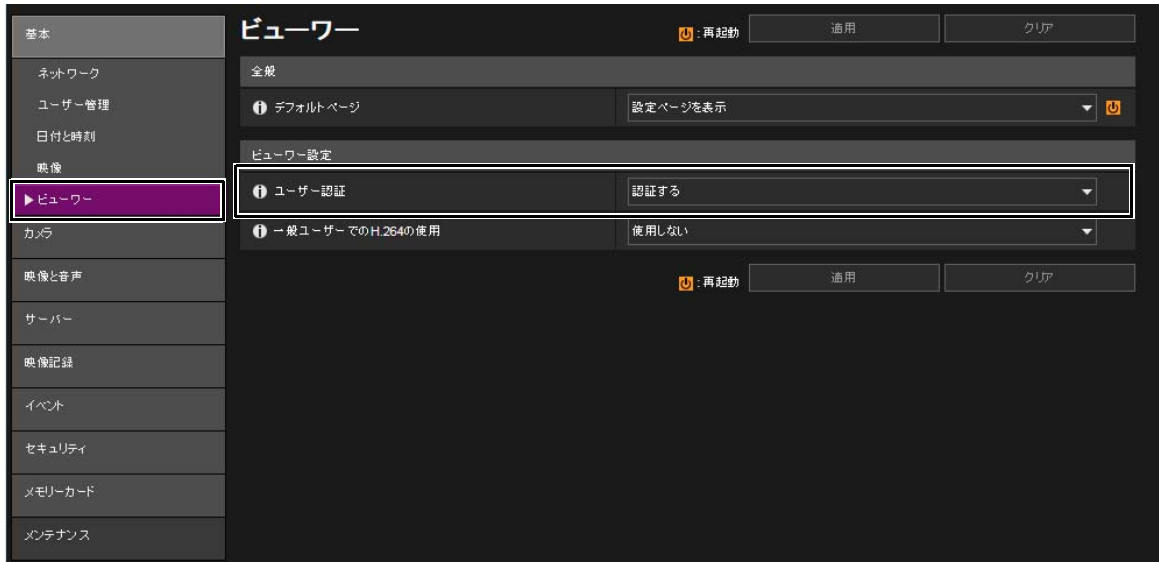 基本
ネットワーク
ユーザー管理
日付と時刻
映像
▶ビューワー
カメラ
映像と音声
サーバー
映像記録
イベント
セキュリティ
メモリーカード
メンテナンス
ビューワー
:再起動 適用 クリア
全般
デフォルトページ 設定ページを表示
ビューワー設定
ユーザー認証 認証する
一般ユーザーでのH.264の使用 使用しない
:再起動 適用 クリア